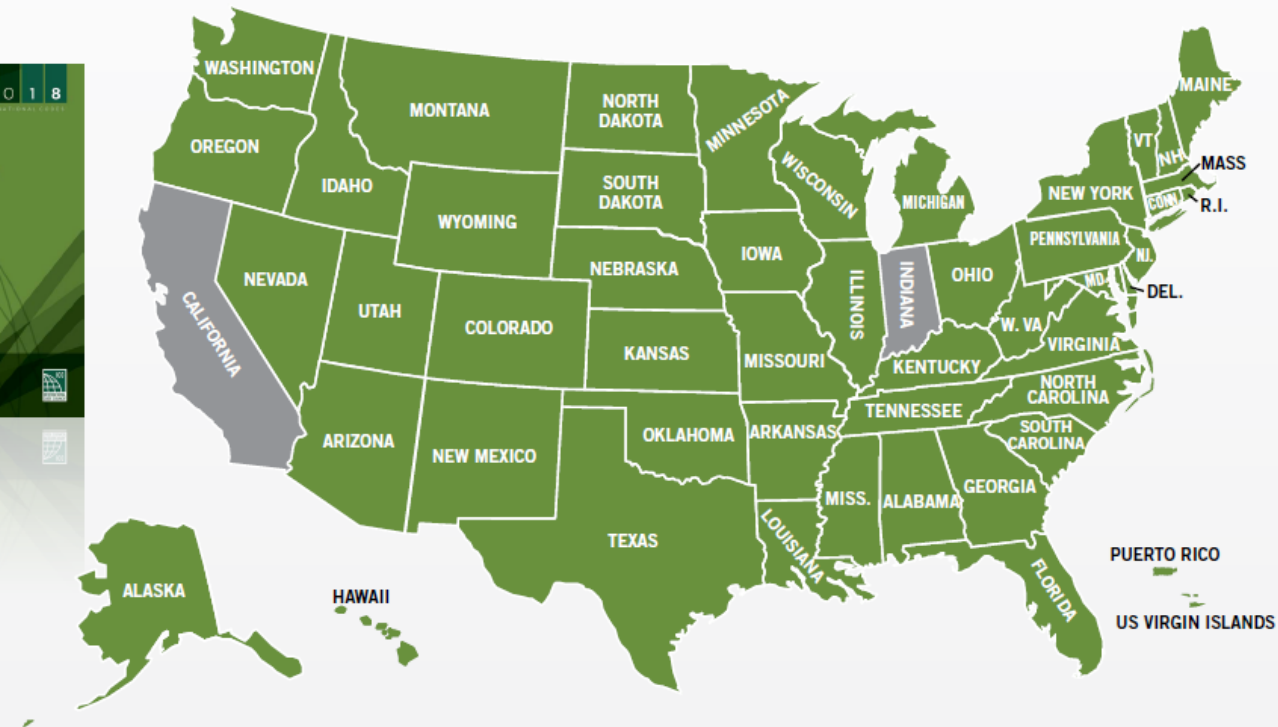 0 1 8
WASHINGTON
MONTANA
NORTH
DAKOTA
MINNESOTA
MAINE
OREGON
IDAHO
SOUTH
DAKOTA
WISCONSIN
MICHIGAN
VT
NH
MASS
NEW YORK
CONN
R.I.
WYOMING
IOWA
PENNSYLVANIA
NJ.
NEVADA
NEBRASKA
ILLINOIS
INDIANA
OHIO
MD
DEL.
CALIFORNIA
UTAH
COLORADO
KANSAS
MISSOURI
W. VA
VIRGINIA
KENTUCKY
NORTH
CAROLINA
ARIZONA
NEW MEXICO
OKLAHOMA
ARKANSAS
TENNESSEE
SOUTH
CAROLINA
TEXAS
LOUISIANA
MISS.
ALABAMA
GEORGIA
FLORIDA
ALASKA
HAWAII
PUERTO RICO
US VIRGIN ISLANDS